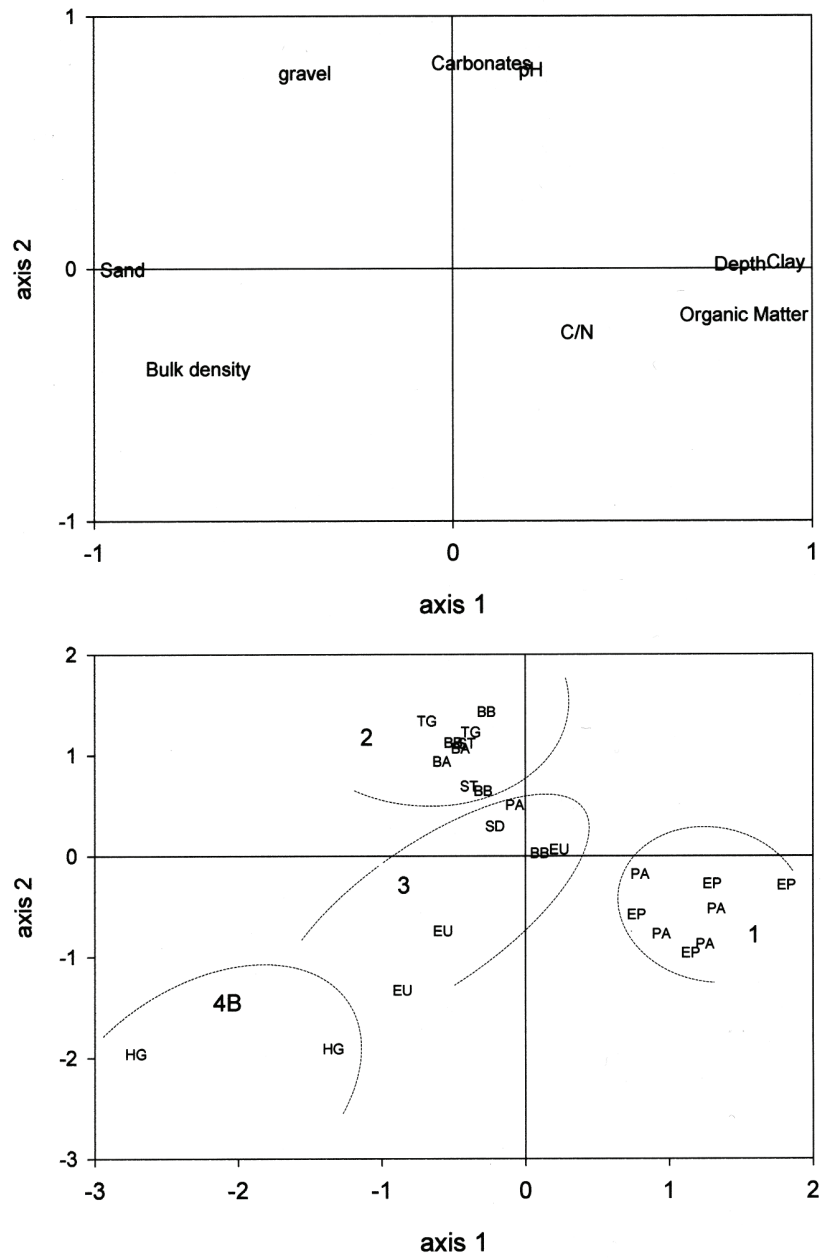 1
gravel
Carbonates
pH
axis 2
0
Sand
Depth
Clay
Organic Matter
C/N
Bulk density
-1
-1
0
1
axis 1
2
BB
TG
TG
2
BB
ST
BA
1
BA
ST
BB
PA
SD
EU
BB
0
PA
EP
EP
3
PA
EP
axis 2
EU
PA
1
PA
-1
EP
EU
4B
HG
HG
-2
-3
-3
-2
-1
0
1
2
axis 1